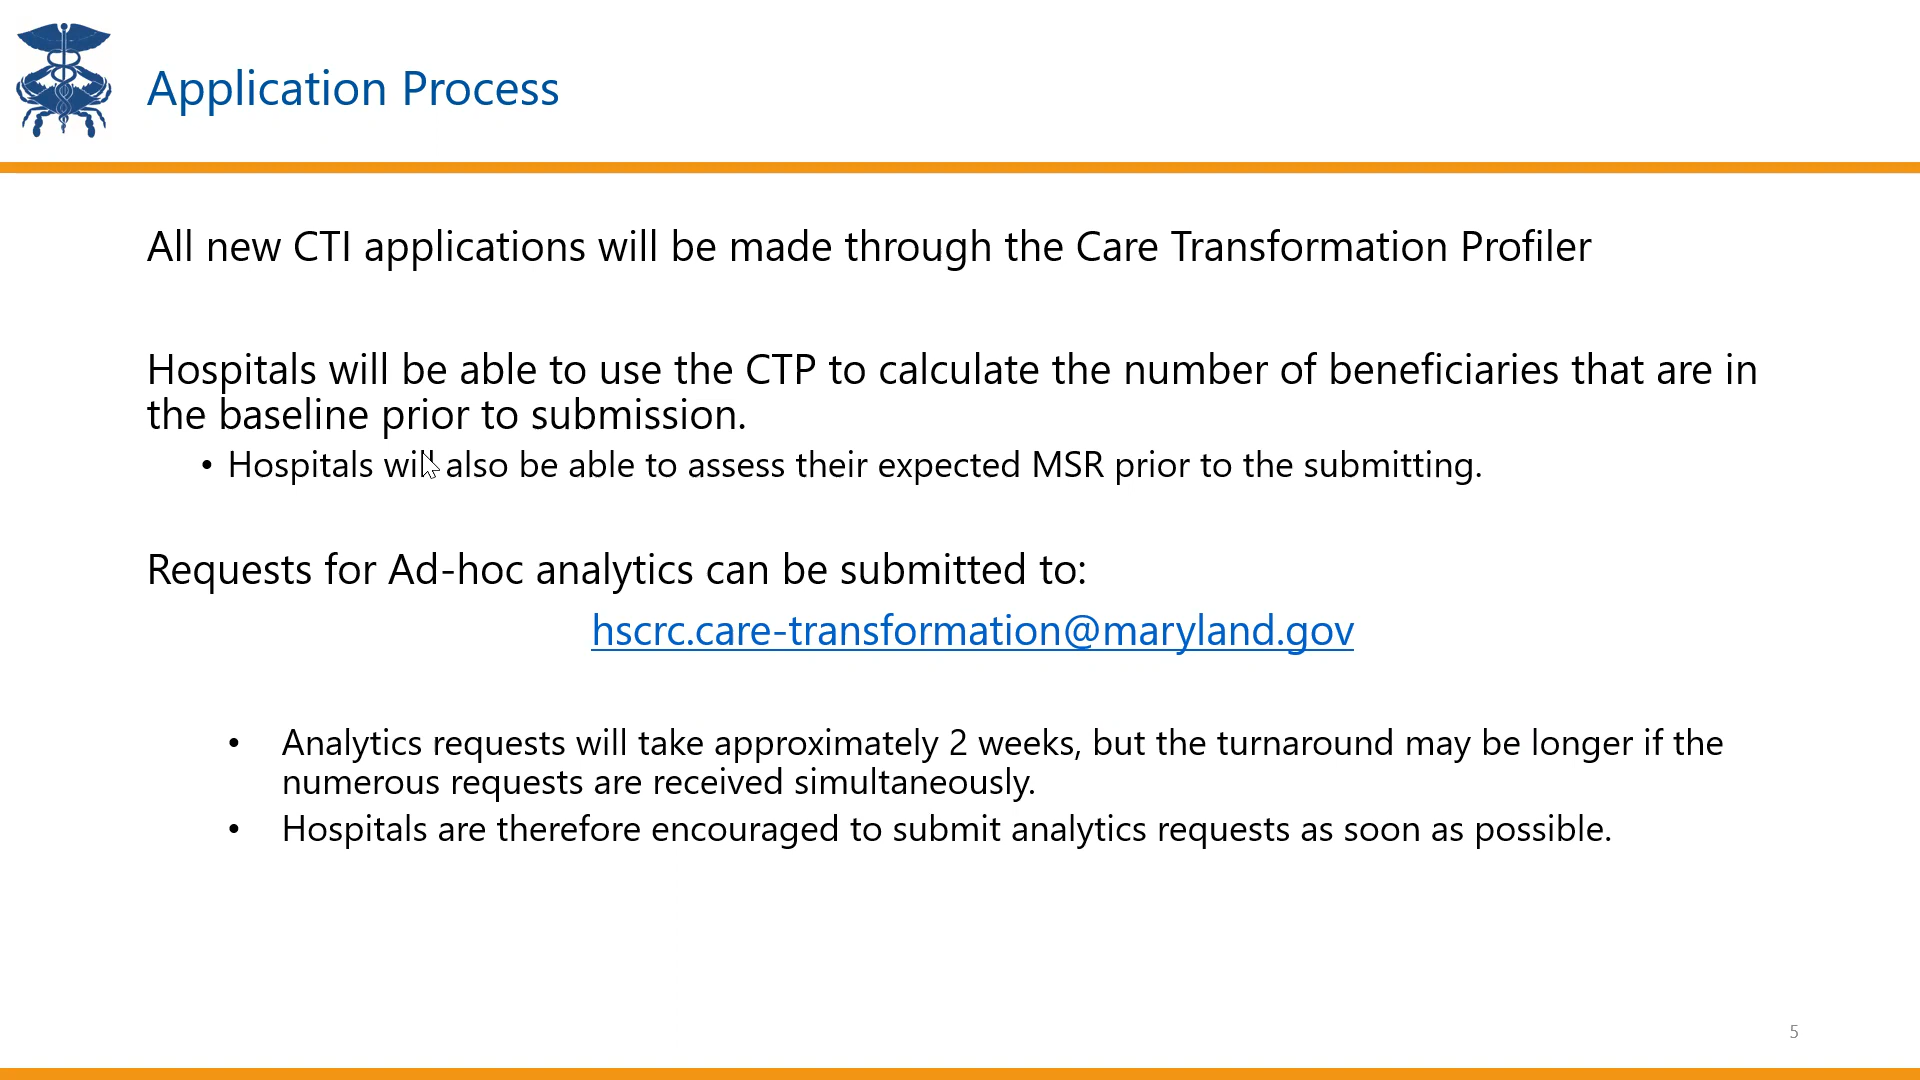 Application Process
All new CTI applications will be made through the Care Transformation Profiler
Hospitals will be able to use the CTP to calculate the number of beneficiaries that are in
the baseline prior to submission.
• Hospitals will also be able to assess their expected MSR prior to the submitting.
Requests for Ad-hoc analytics can be submitted to:
hscrc.care-transformation@maryland.gov
• Analytics requests will take approximately 2 weeks, but the turnaround may be longer if the
numerous requests are received simultaneously.
• Hospitals are therefore encouraged to submit analytics requests as soon as possible.
5